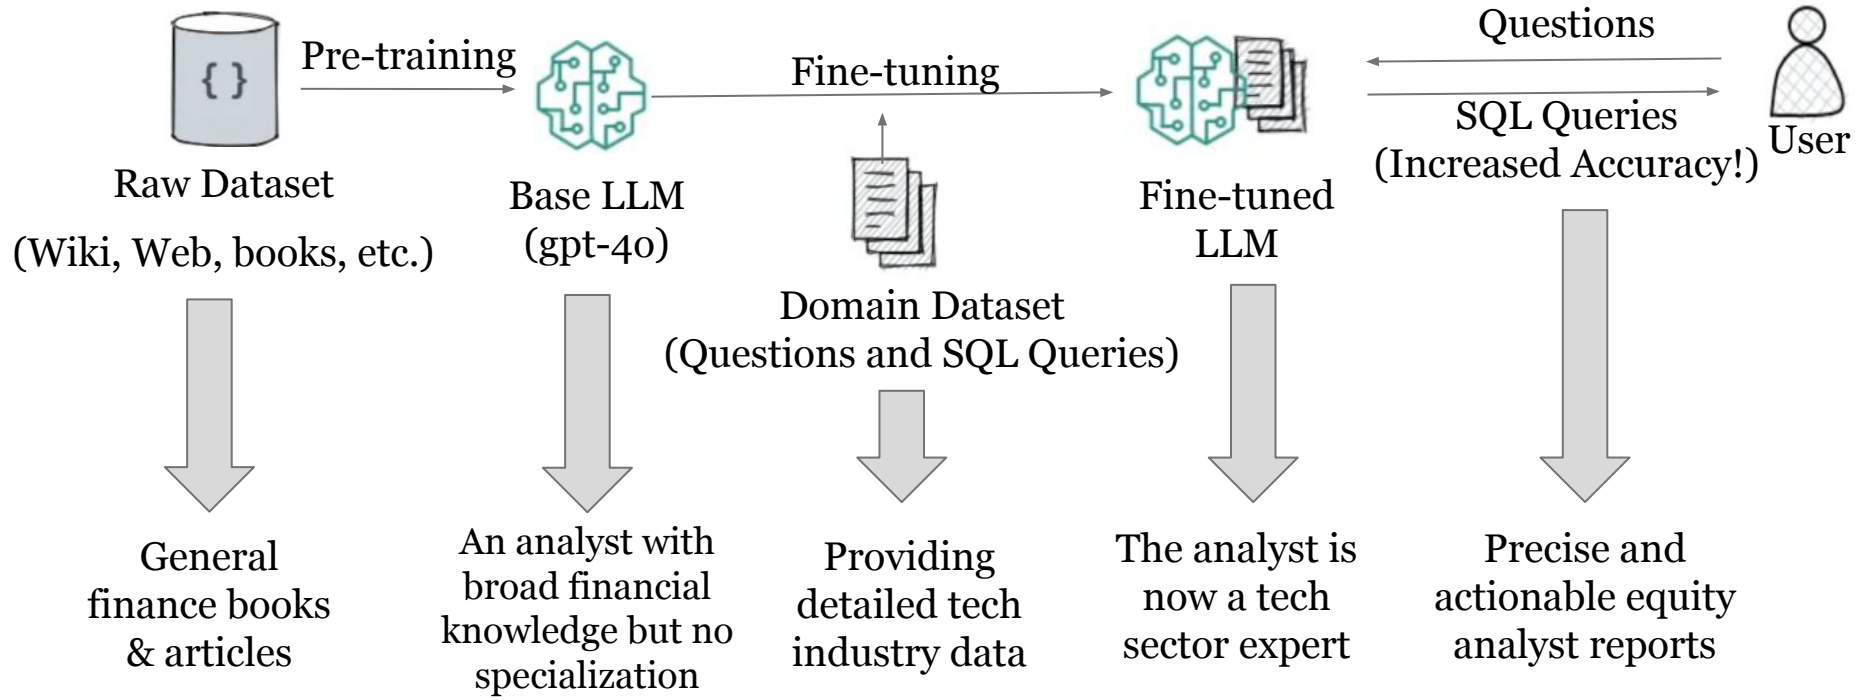 { }
Pre-training
Fine-tuning
Questions
SQL Queries
(Increased Accuracy!)
User
Raw Dataset
(Wiki, Web, books, etc.)
Base LLM
(gpt-4o)
Domain Dataset
(Questions and SQL Queries)
Fine-tuned
LLM
General
finance books
& articles
An analyst with
broad financial
knowledge but no
specialization
Providing
detailed tech
industry data
The analyst is
now a tech
sector expert
Precise and
actionable equity
analyst reports